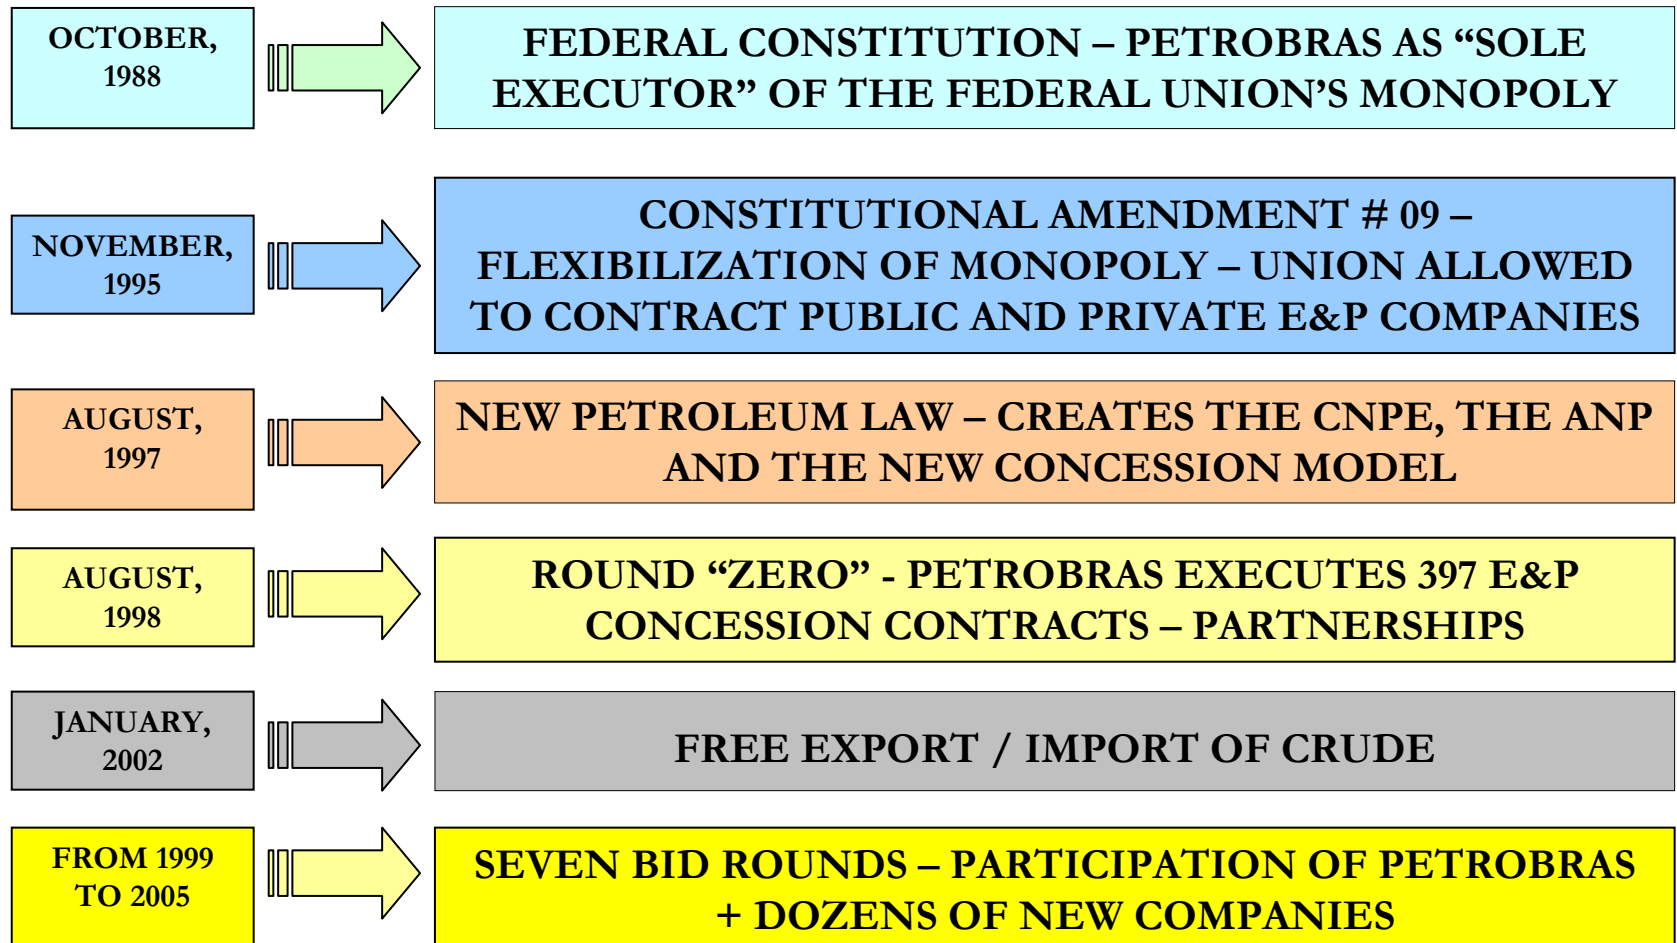 OCTOBER,
1988
FEDERAL CONSTITUTION – PETROBRAS AS “SOLE
EXECUTOR” OF THE FEDERAL UNION’S MONOPOLY
NOVEMBER,
1995
CONSTITUTIONAL AMENDMENT # 09 –
FLEXIBILIZATION OF MONOPOLY – UNION ALLOWED
TO CONTRACT PUBLIC AND PRIVATE E&P COMPANIES
AUGUST,
1997
NEW PETROLEUM LAW – CREATES THE CNPE, THE ANP
AND THE NEW CONCESSION MODEL
AUGUST,
1998
ROUND “ZERO” - PETROBRAS EXECUTES 397 E&P
CONCESSION CONTRACTS – PARTNERSHIPS
JANUARY,
2002
FREE EXPORT / IMPORT OF CRUDE
FROM 1999
TO 2005
SEVEN BID ROUNDS – PARTICIPATION OF PETROBRAS
+ DOZENS OF NEW COMPANIES